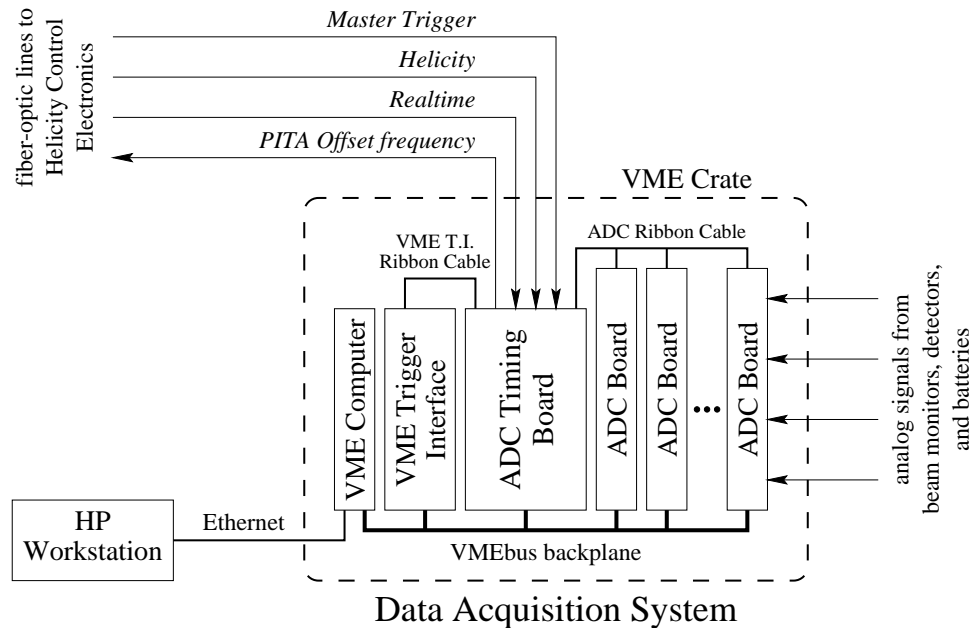 fiber-optic lines to
Helicity Control
Electronics
Master Trigger
Helicity
Realtime
PITA Offset frequency
VME Crate
VME T.I.
Ribbon Cable
ADC Ribbon Cable
VME Computer
VME Trigger
Interface
ADC Timing
Board
ADC Board
ADC Board
ADC Board
analog signals from
beam monitors, detectors,
and batteries
HP
Workstation
Ethernet
VMEbus backplane
Data Acquisition System